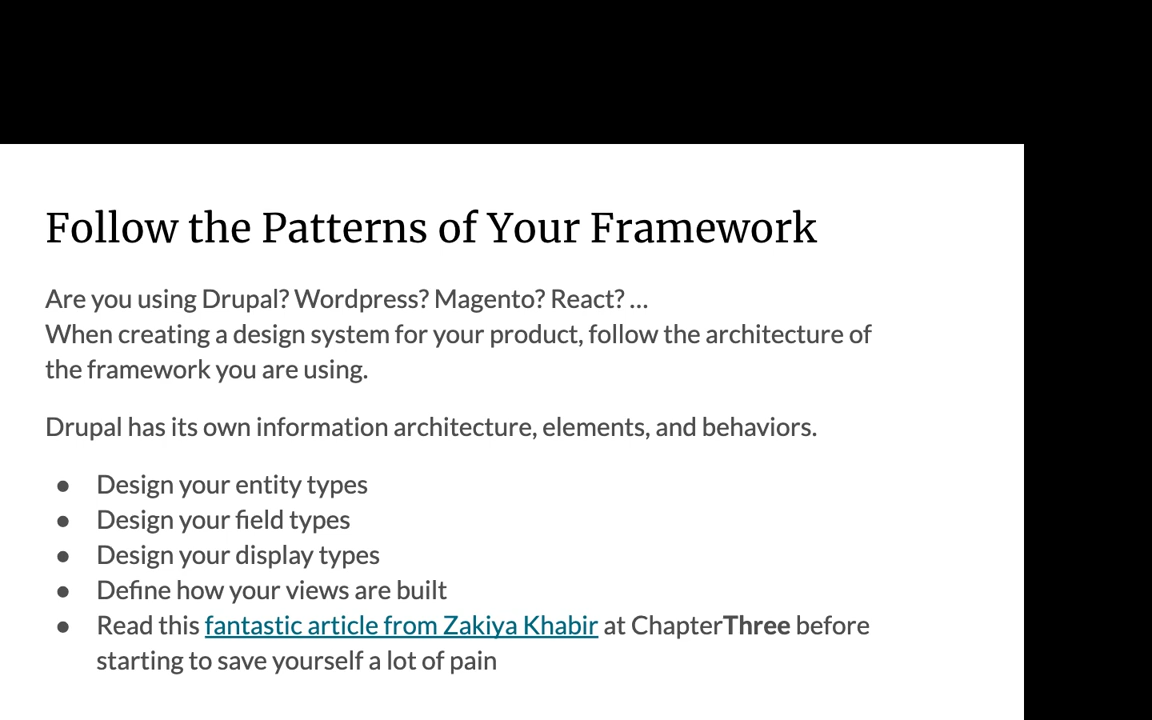 Follow the Patterns of Your Framework
Are you using Drupal? Wordpress? Magento? React? ...
When creating a design system for your product, follow the architecture of
the framework you are using.
Drupal has its own information architecture, elements, and behaviors.
● Design your entity types
● Design your field types
● Design your display types
● Define how your views are built
● Read this fantastic article from Zakiya Khabir at ChapterThree before
starting to save yourself a lot of pain